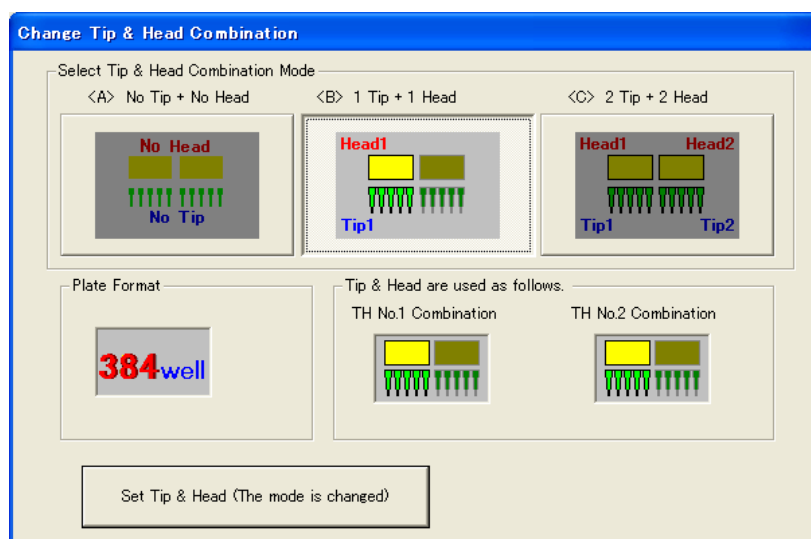 Change Tip & Head Combination
Select Tip & Head Combination Mode
<A> No Tip + No Head
<B> 1 Tip + 1 Head
<C> 2 Tip + 2 Head
No Head
No Tip
Head1
Tip1
Head1 Head2
Tip1 Tip2
Plate Format
384well
Tip & Head are used as follows.
TH No.1 Combination
TH No.2 Combination
Set Tip & Head (The mode is changed)